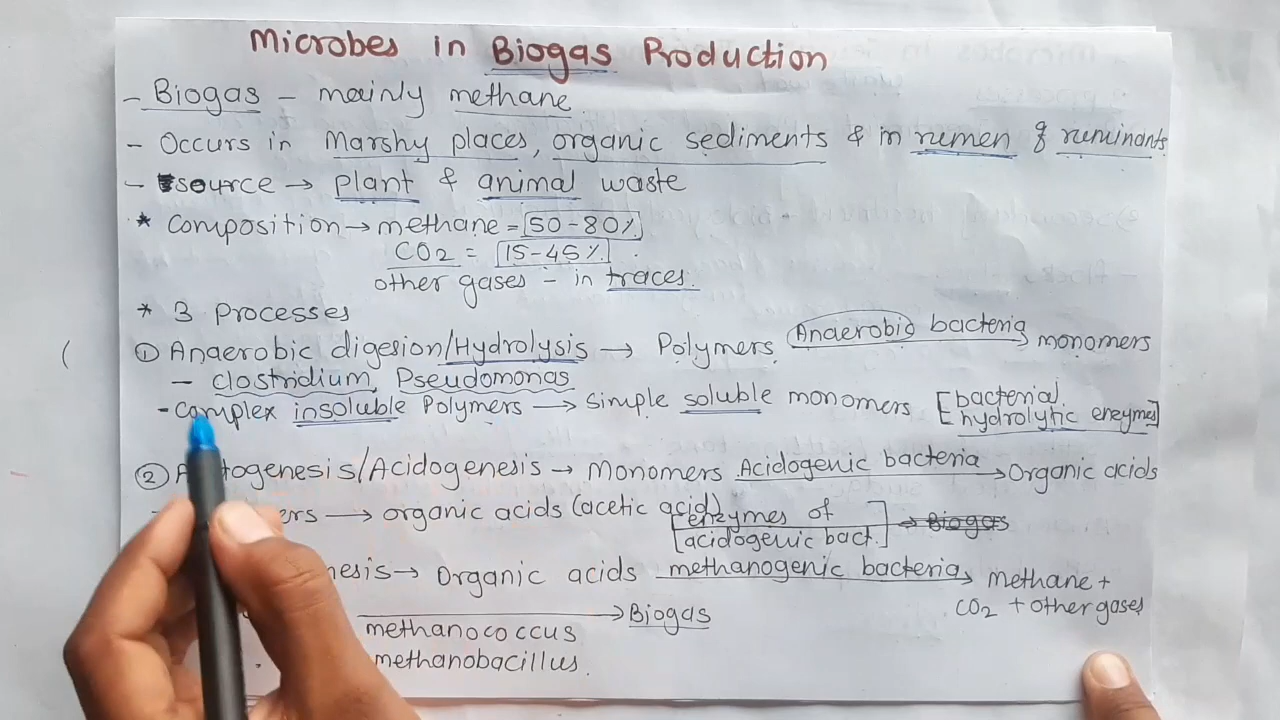 Microbes in Biogas Production
- Biogas - mainly methane
- Occurs in Marshy places, organic sediments & in rumen of ruminants
- source → plant & animal waste
* Composition → methane = 50-80%
CO2 = 15-45%
other gases - in traces.
* 3 Processes
① Anaerobic digesion/Hydrolysis → Polymers Anaerobic bacteria monomers
- Clostridium, Pseudomonas
- complex insoluble Polymers → Simple soluble monomers [bacterial hydrolytic enzymes]
② /Acidogenesis → Monomers Acidogenic bacteria → Organic acids
→ organic acids (acetic acid) [enzymes of acidogenic bact.] → Biogas
→ Organic acids methanogenic bacteria → methane + CO2 + other gases
→ Biogas
methanococcus
methanobacillus.